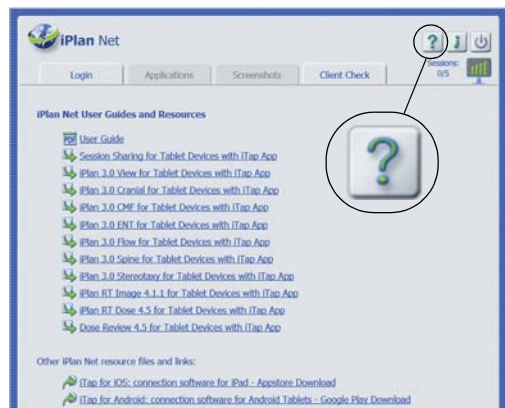 iPlan Net
? i
Login Applications Screenshots Client Check
Sessions:
0/5
iPlan Net User Guides and Resources
PDF User Guide
Session Sharing for Tablet Devices with iTap App
iPlan 3.0 View for Tablet Devices with iTap App
iPlan 3.0 Cranial for Tablet Devices with iTap App
iPlan 3.0 CMF for Tablet Devices with iTap App
iPlan 3.0 ENT for Tablet Devices with iTap App
iPlan 3.0 Flow for Tablet Devices with iTap App
iPlan 3.0 Spine for Tablet Devices with iTap App
iPlan 3.0 Stereotaxy for Tablet Devices with iTap App
iPlan RT Image 4.1.1 for Tablet Devices with iTap App
iPlan RT Dose 4.5 for Tablet Devices with iTap App
Dose Review 4.5 for Tablet Devices with iTap App
?
Other iPlan Net resource files and links:
iTap for iOS: connection software for iPad - Appstore Download
iTap for Android: connection software for Android Tablets - Google Play Download